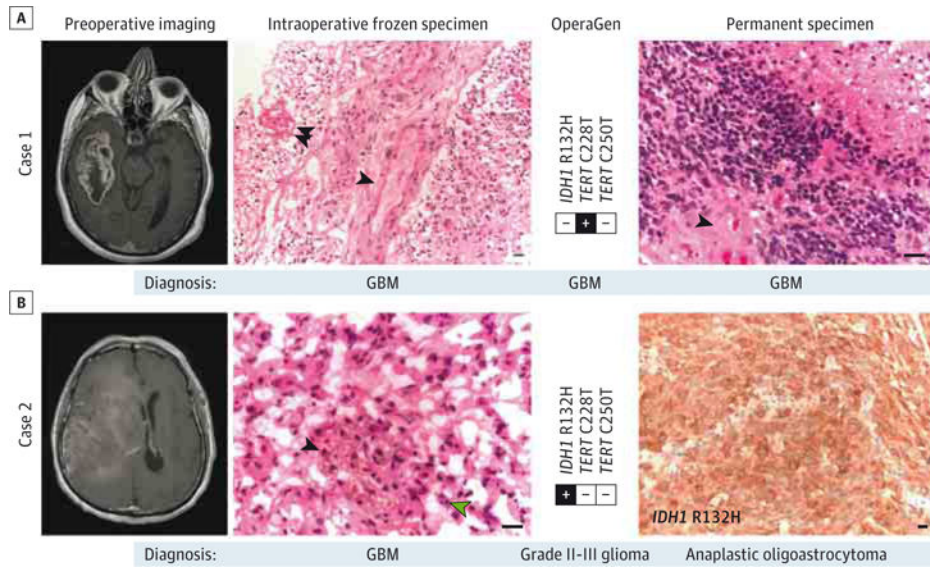 A
Preoperative imaging
Intraoperative frozen specimen
OperaGen
Permanent specimen
Case 1
IDH1 R132H
TERT C228T
TERT C250T
− + −
Diagnosis:
GBM
GBM
GBM
B
Case 2
IDH1 R132H
TERT C228T
TERT C250T
+ − −
IDH1 R132H
Diagnosis:
GBM
Grade II-III glioma
Anaplastic oligoastrocytoma